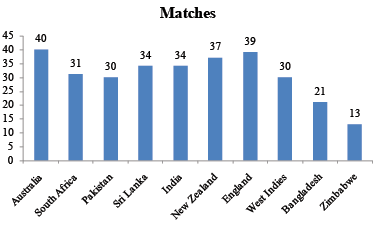 Matches
45
40
35
30
25
20
15
10
5
0
40
31
30
34
34
37
39
30
21
13
Australia
South Africa
Pakistan
Sri Lanka
India
New Zealand
England
West Indies
Bangladesh
Zimbabwe